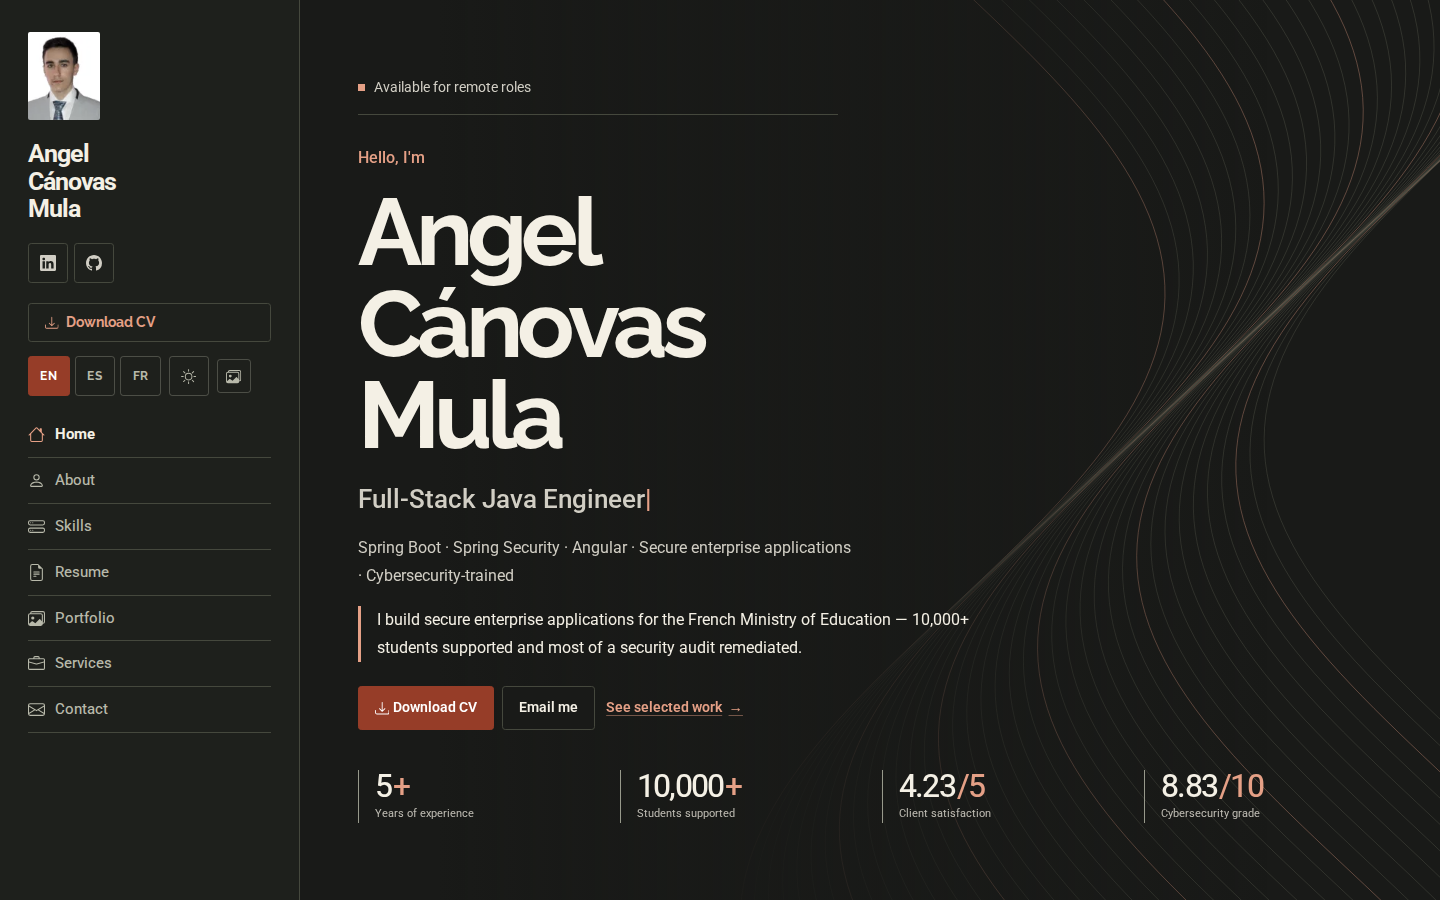 Angel
Cánovas
Mula
Download CV
EN ES FR
Home
About
Skills
Resume
Portfolio
Services
Contact
Available for remote roles
Hello, I'm
Angel
Cánovas
Mula
Full-Stack Java Engineer|
Spring Boot · Spring Security · Angular · Secure enterprise applications
· Cybersecurity-trained
I build secure enterprise applications for the French Ministry of Education — 10,000+
students supported and most of a security audit remediated.
Download CV Email me See selected work →
5+ 10,000+ 4.23/5 8.83/10
Years of experience Students supported Client satisfaction Cybersecurity grade